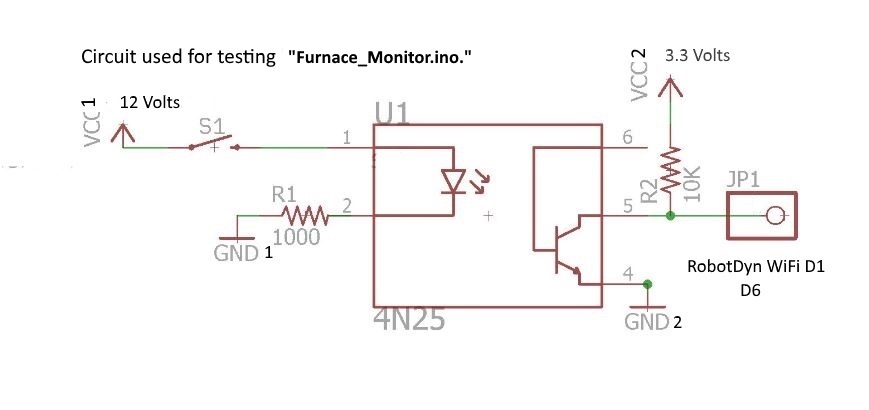 Circuit used for testing "Furnace_Monitor.ino."
VCC 2
3.3 Volts
VCC 1
12 Volts
S1
U1
1
6
R2
10K
JP1
R1
1000
2
5
GND 1
4
RobotDyn WiFi D1
D6
4N25
GND 2